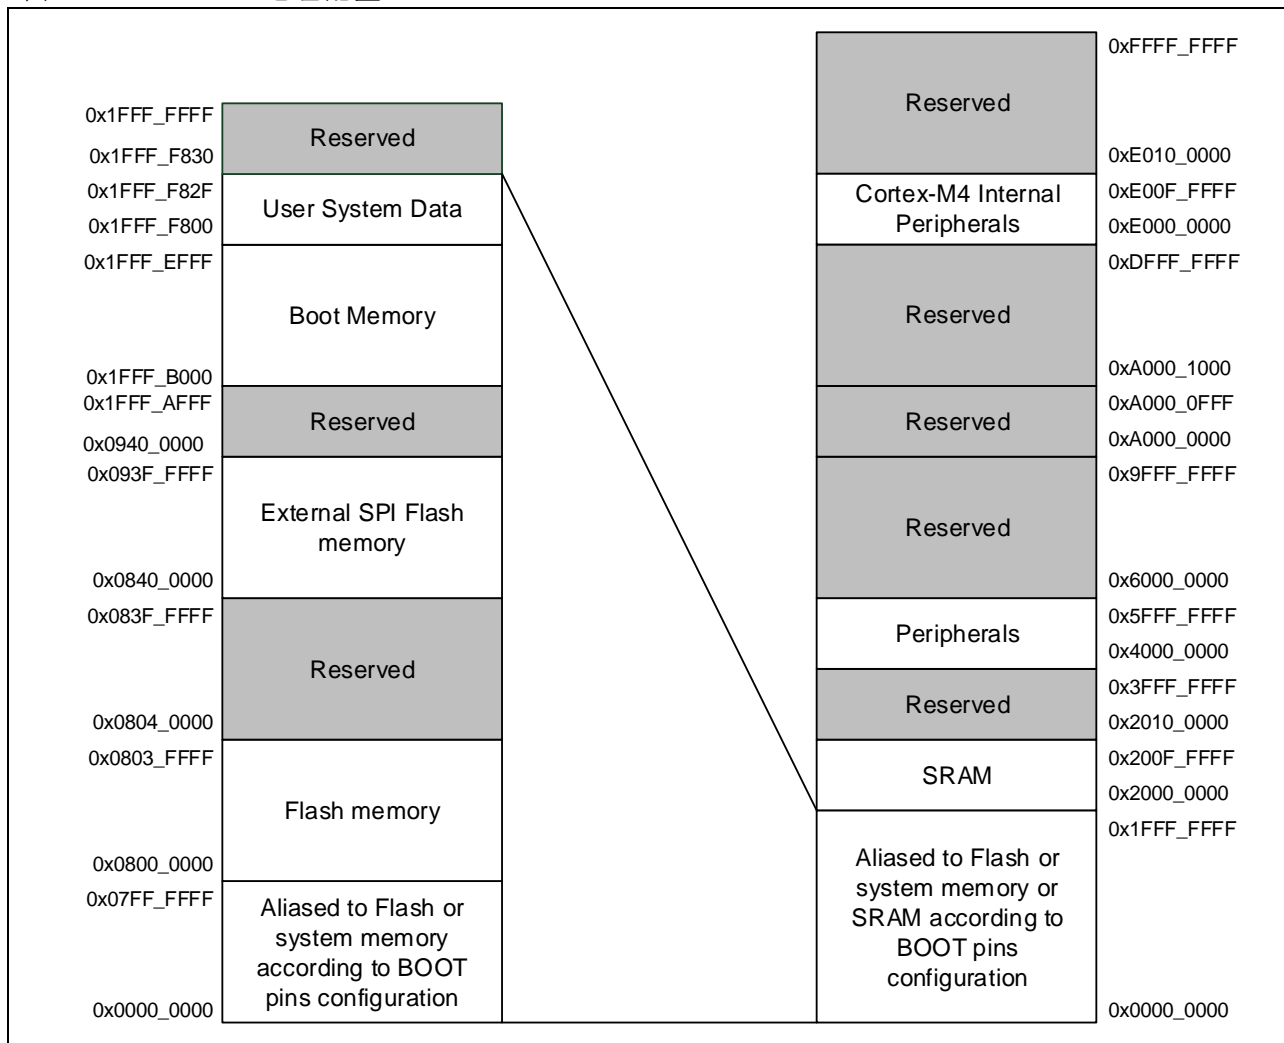 0x1FFF_FFFF
Reserved
0x1FFF_F830
0x1FFF_F82F
User System Data
0x1FFF_F800
0x1FFF_EFFF
Boot Memory
0x1FFF_B000
0x1FFF_AFFF
Reserved
0x0940_0000
0x093F_FFFF
External SPI Flash
memory
0x0840_0000
0x083F_FFFF
Reserved
0x0804_0000
0x0803_FFFF
Flash memory
0x0800_0000
0x07FF_FFFF
Aliased to Flash or
system memory
according to BOOT
pins configuration
0x0000_0000
0xFFFF_FFFF
Reserved
0xE010_0000
Cortex-M4 Internal
Peripherals
0xE00F_FFFF
0xE000_0000
0xDFFF_FFFF
Reserved
0xA000_1000
0xA000_0FFF
Reserved
0xA000_0000
0x9FFF_FFFF
Reserved
0x6000_0000
0x5FFF_FFFF
Peripherals
0x4000_0000
0x3FFF_FFFF
Reserved
0x2010_0000
0x200F_FFFF
SRAM
0x2000_0000
0x1FFF_FFFF
Aliased to Flash or
system memory or
SRAM according to
BOOT pins
configuration
0x0000_0000